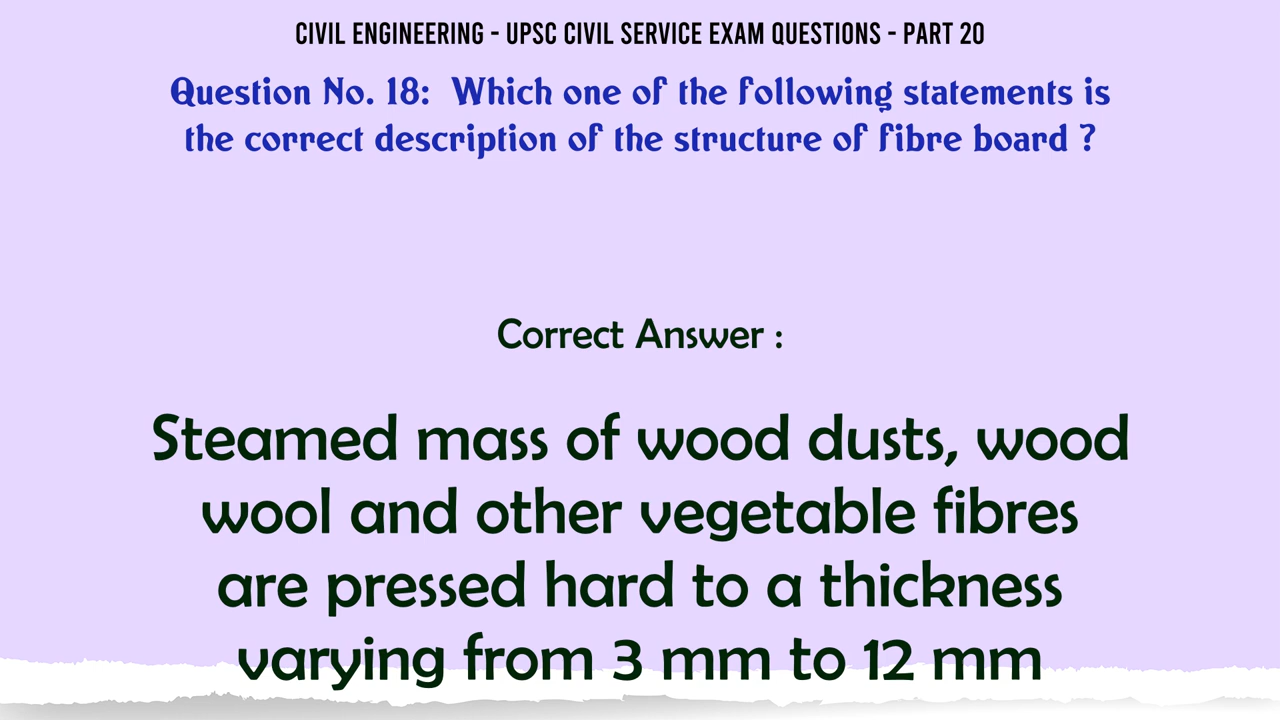 CIVIL ENGINEERING - UPSC CIVIL SERVICE EXAM QUESTIONS - PART 20
Question No. 18:  Which one of the following statements is
the correct description of the structure of fibre board ?
Correct Answer :
Steamed mass of wood dusts, wood
wool and other vegetable fibres
are pressed hard to a thickness
varying from 3 mm to 12 mm